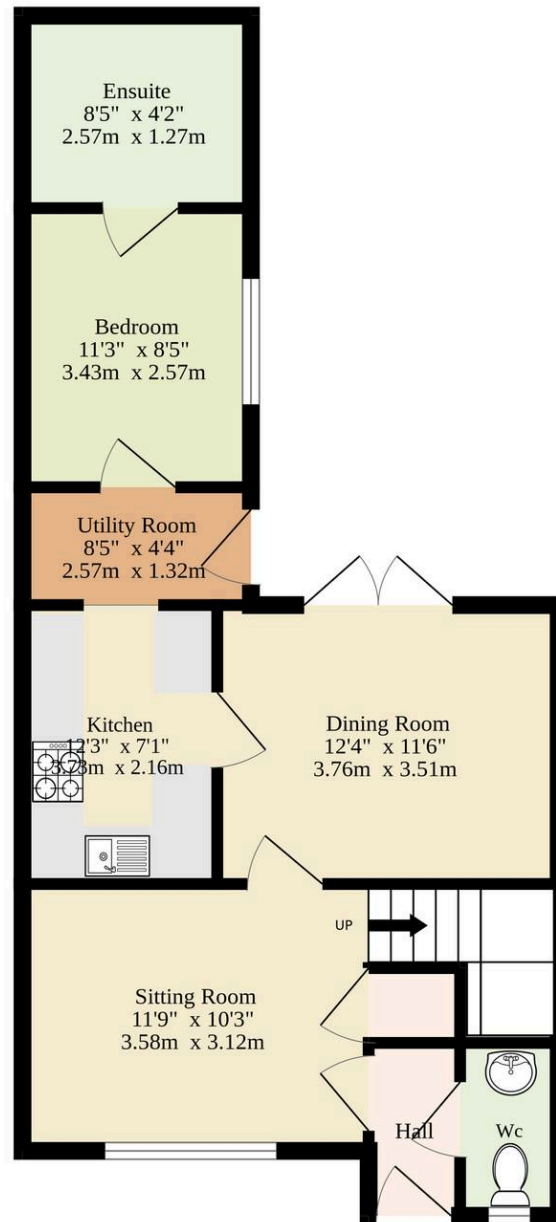 Ensuite
8'5" x 4'2"
2.57m x 1.27m
Bedroom
11'3" x 8'5"
3.43m x 2.57m
Utility Room
8'5" x 4'4"
2.57m x 1.32m
Kitchen
12'3" x 7'1"
3.73m x 2.16m
Dining Room
12'4" x 11'6"
3.76m x 3.51m
UP
Sitting Room
11'9" x 10'3"
3.58m x 3.12m
Hall
Wc